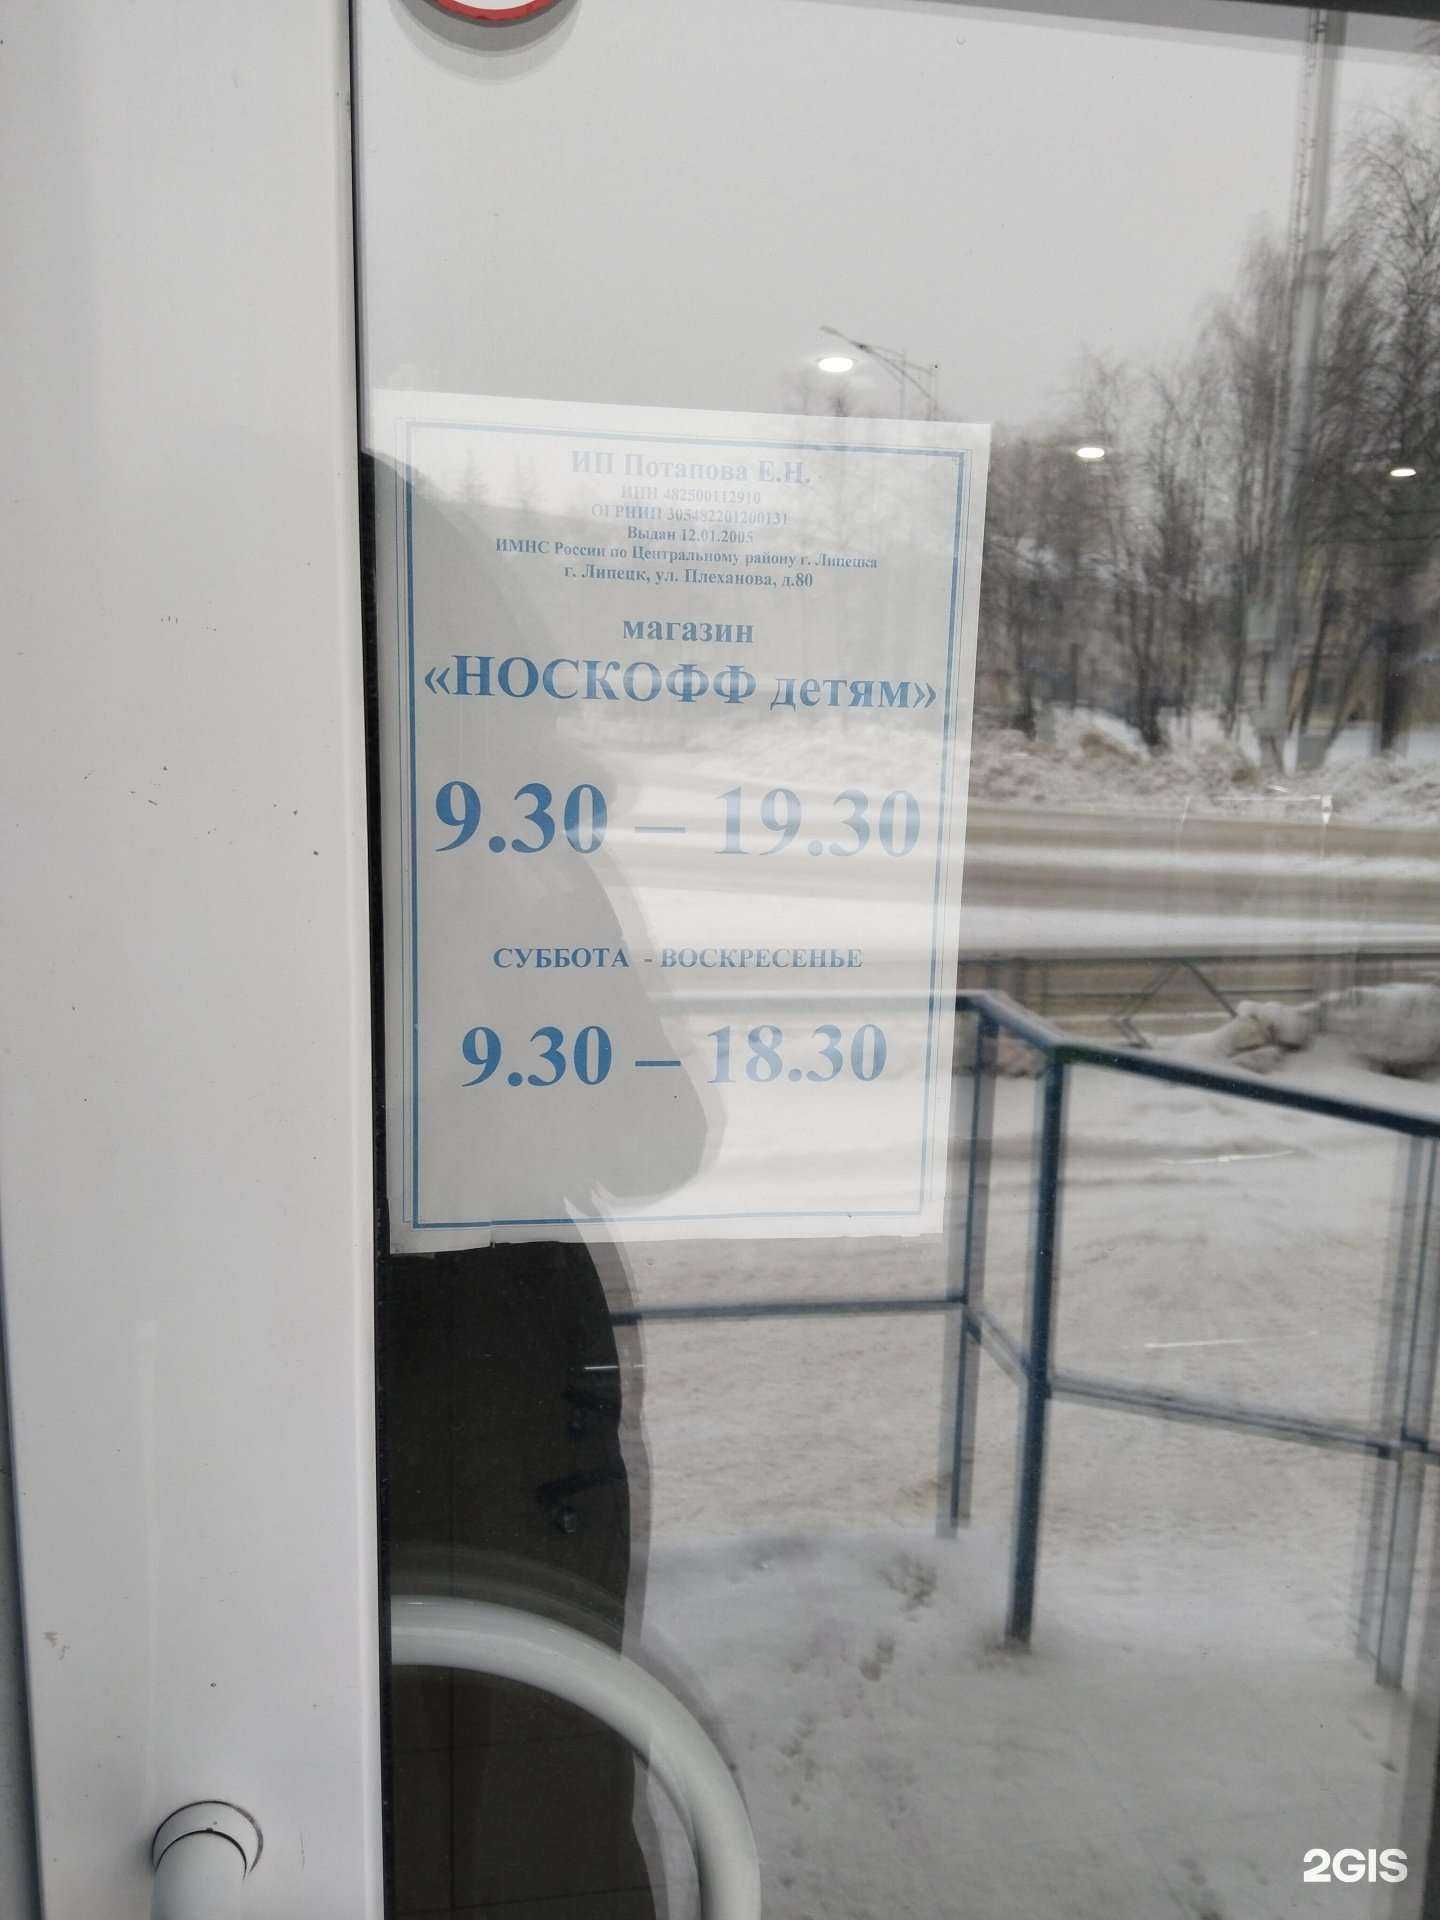 ИП Потапова Е.Н.
ИНН 482500112910
ОГРНИП 305482201200131
Выдан 12.01.2005
ИМНС России по Центральному району г. Липецка
г. Липецк, ул. Плеханова, д.80
магазин
«НОСКОФФ детям»
9.30 – 19.30
СУББОТА - ВОСКРЕСЕНЬЕ
9.30 – 18.30
2GIS